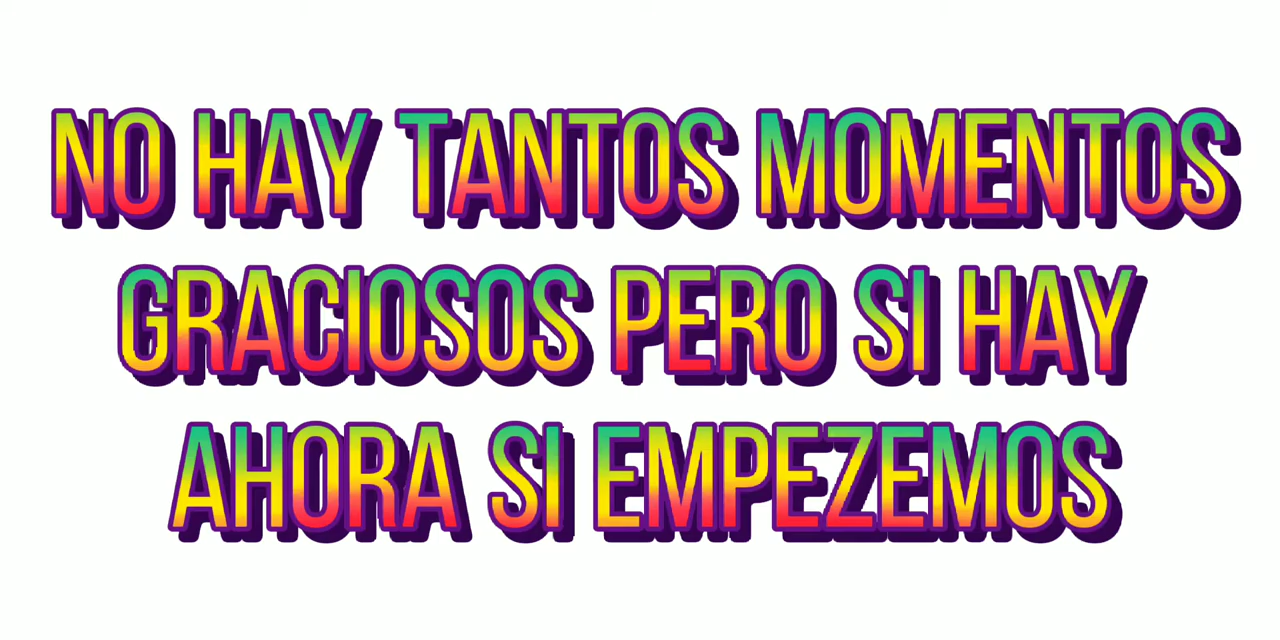 NO HAY TANTOS MOMENTOS
GRACIOSOS PERO SI HAY
AHORA SI EMPEZEMOS